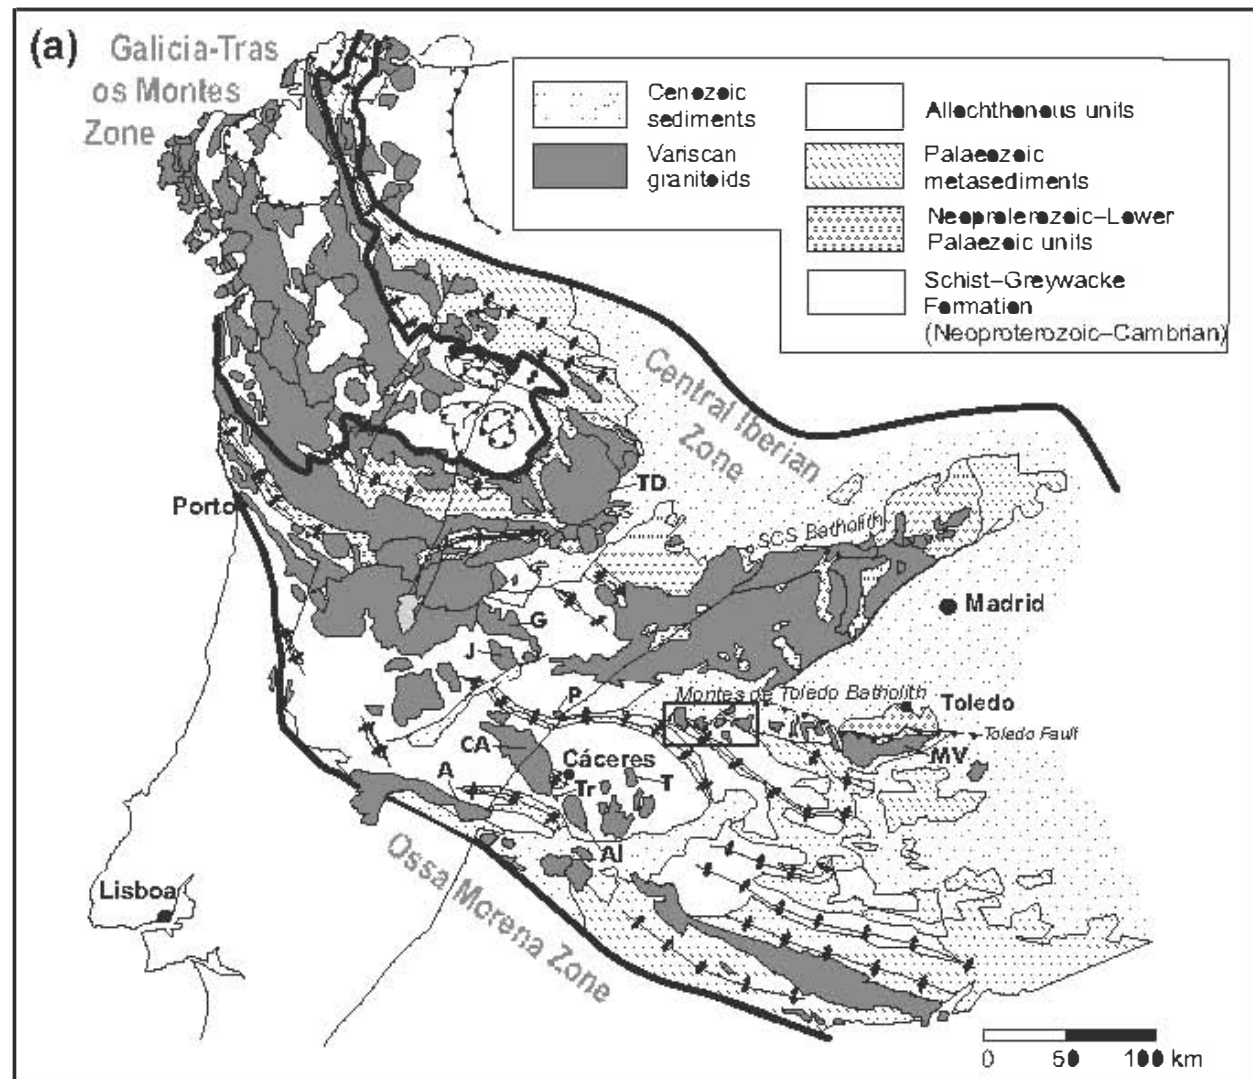 (a)
Galicia-Tras
os Montes
Zone
Cenozoic
sediments
Variscan
granitoids
Allochthonous units
Palaeozoic
metasediments
Neoprolerozoic–Lower
Palaezoic units
Schist–Greywacke
Formation
(Neoproterozoic–Cambrian)
Central Iberian
Zone
TD
Porto
SCS Batholith
Madrid
G
J
P
Montes de Toledo Batholith
Toledo
Toledo Fault
MV
CA
Cáceres
A
Tr
T
Al
Ossa Morena Zone
Lisboa
0 50 100 km